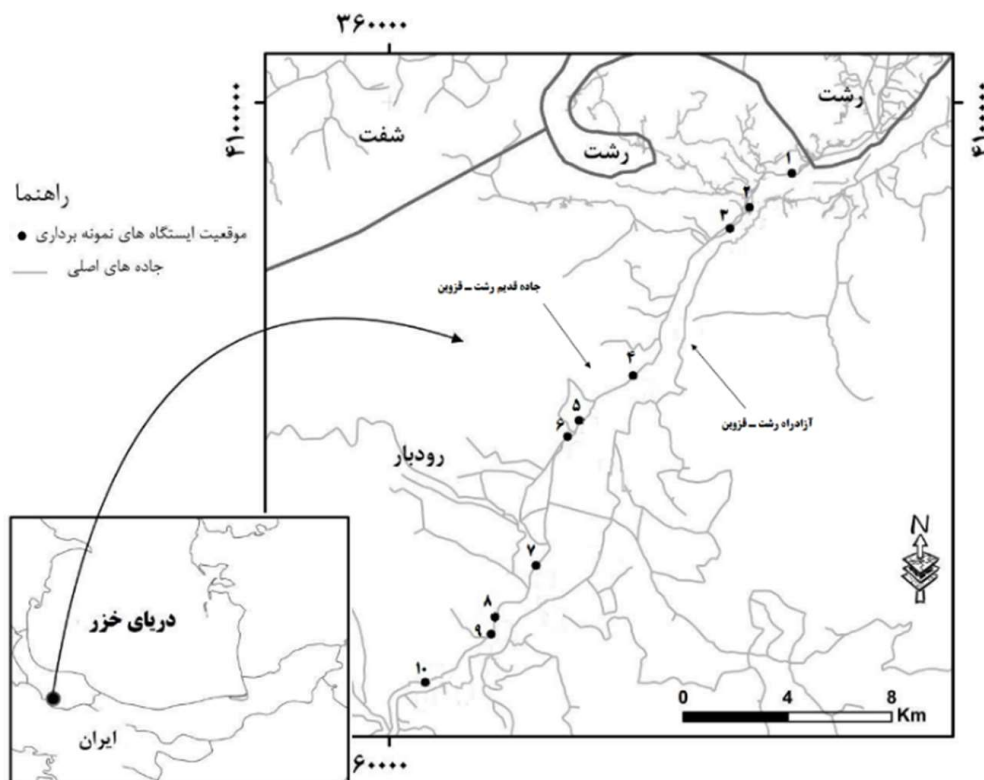 ۳۶۰۰۰۰
۴۱۰۰۰۰۰
۴۱۰۰۰۰۰
رشت
شفت
رشت
۱
۲
۳
راهنما
موقعیت ایستگاه های نمونه برداری
جاده های اصلی
جاده قدیم رشت – قزوین
۴
آزادراه رشت – قزوین
۵
۶
رودبار
۷
N
۸
۹
۱۰
دریای خزر
ایران
0 4 8
Km
۶۰۰۰۰